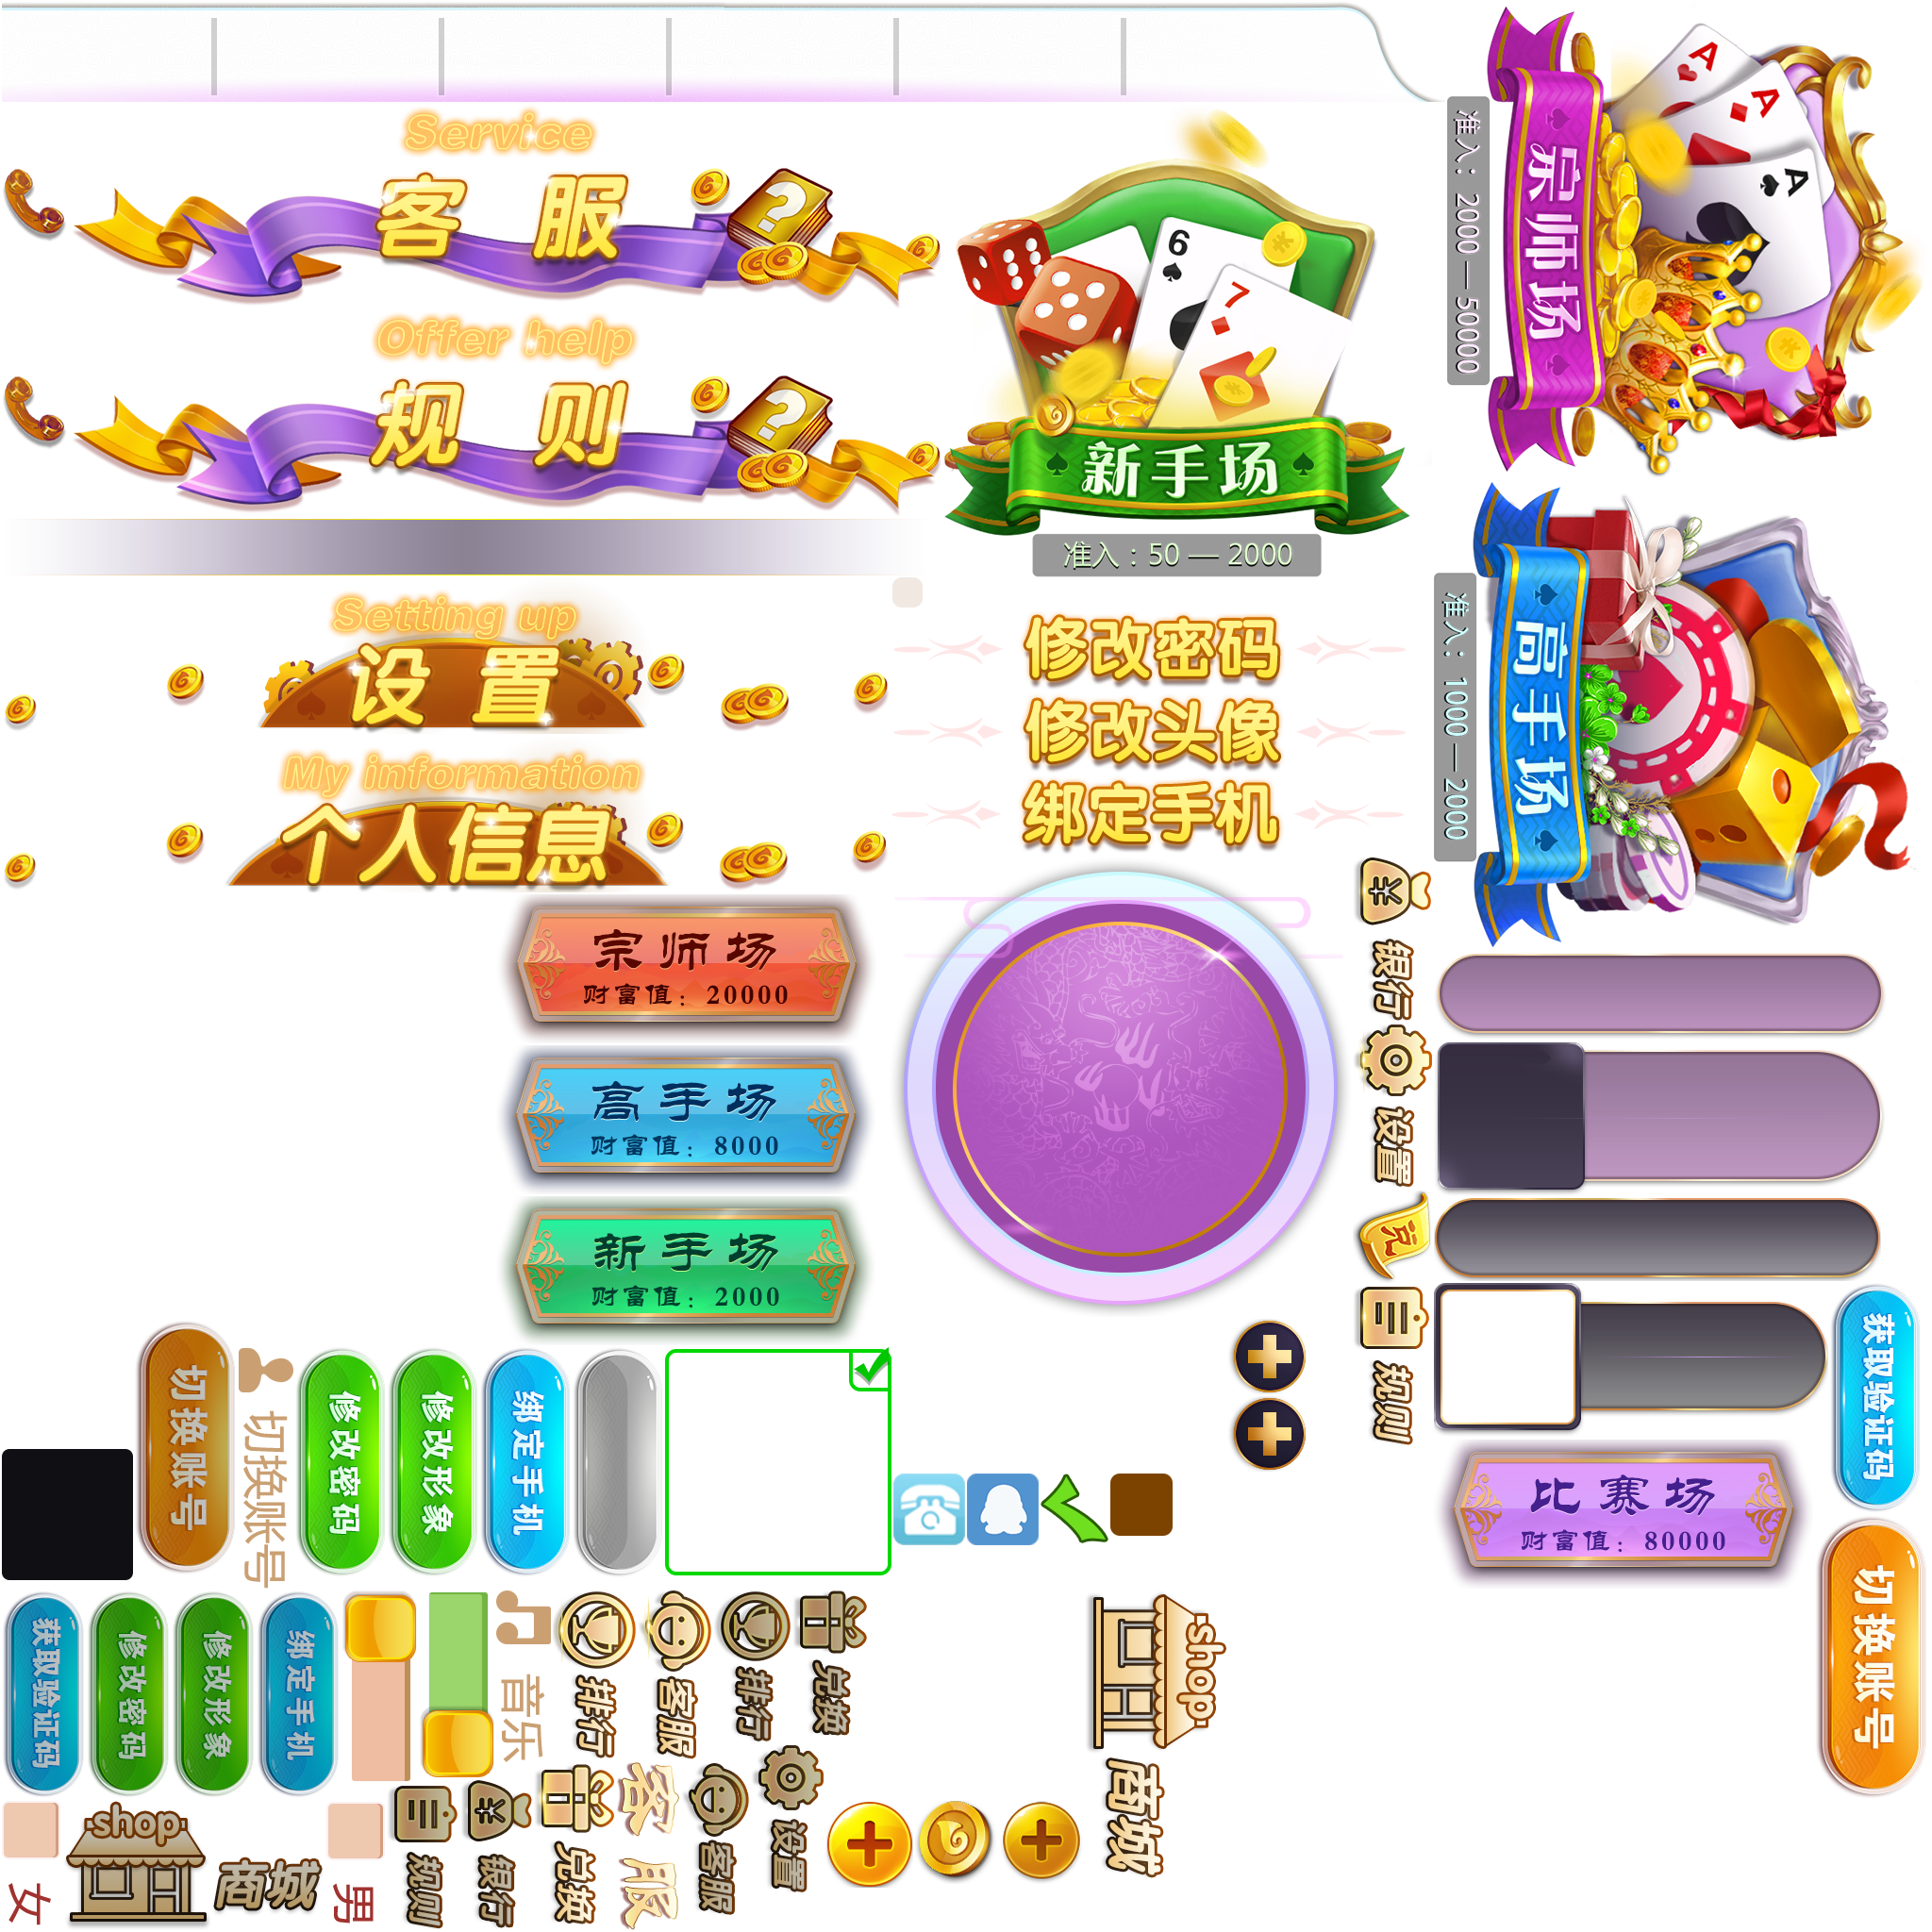 Service
客服
Offer help
规则
A
A
A
宗师场
准入：2000—50000
6
7
新手场
准入：50 — 2000
Setting up
设置
My information
个人信息
修改密码
修改头像
绑定手机
高手场
准入：1000—2000
宗师场
财富值：20000
高手场
财富值：8000
新手场
财富值：2000
银行
设置
兑
规则
获取验证码
切换账号
切换账号
修改密码
修改形象
绑定手机
比赛场
财富值：80000
切换账号
获取验证码
修改密码
修改形象
绑定手机
音乐
排行
客服
排行
兑换
shop
商城
女
shop
商城
男
规则
银行
兑换
客服
客服
设置